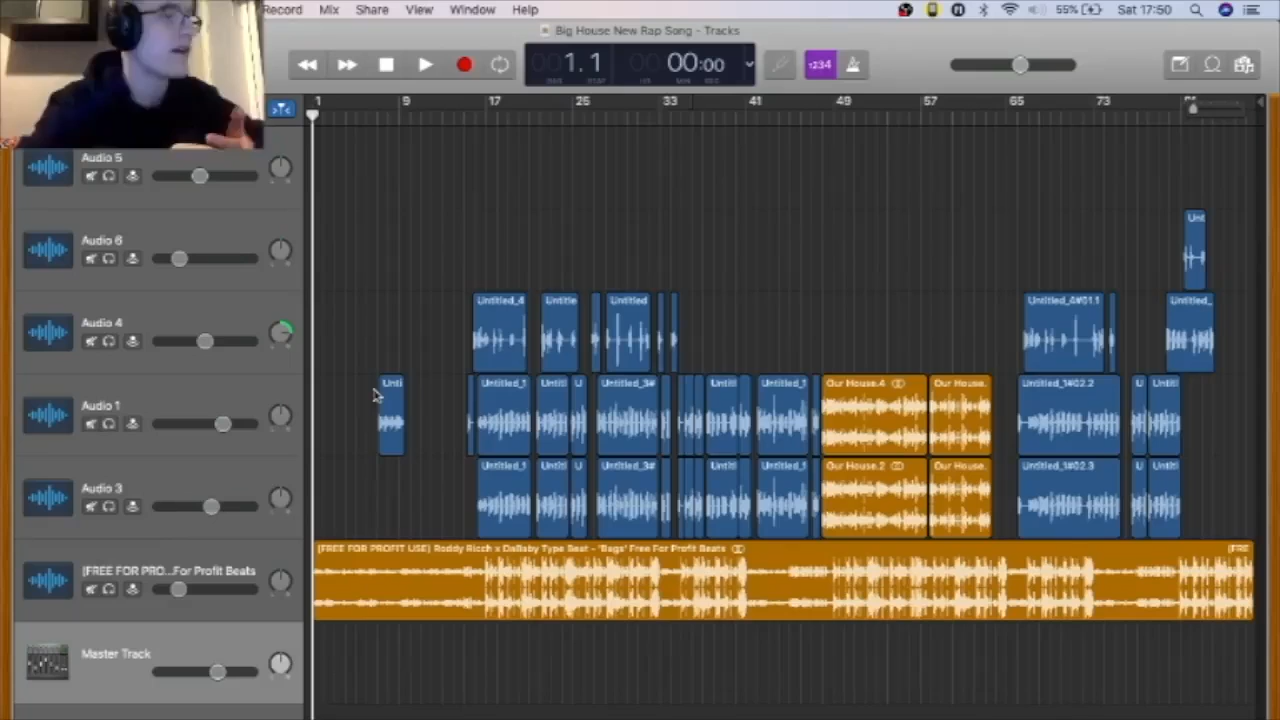 Record Mix Share View Window Help
55% Sat 17:50
Big House New Rap Song - Tracks
1.1 00:00
1234
1 9 17 25 33 41 49 57 65 73
Audio 5
Audio 6
Unt
Audio 4
Untitled_4 Untitle Untitled Untitled_4#01.1 Untitled_
Audio 1
Unti Untitled_1 Untitl U Untitled_3# Untitl Untitled_1 Our House.4 Our House. Untitled_1#02.2 U Untitl
Audio 3
Untitled_1 Untitl U Untitled_3# Untitl Untitled_1 Our House.2 Our House. Untitled_1#02.3 U Untitl
[FREE FOR PROFIT USE] Roddy Ricch x DaBaby Type Beat - 'Bags' Free For Profit Beats [FRE
[FREE FOR PRO...For Profit Beats
Master Track